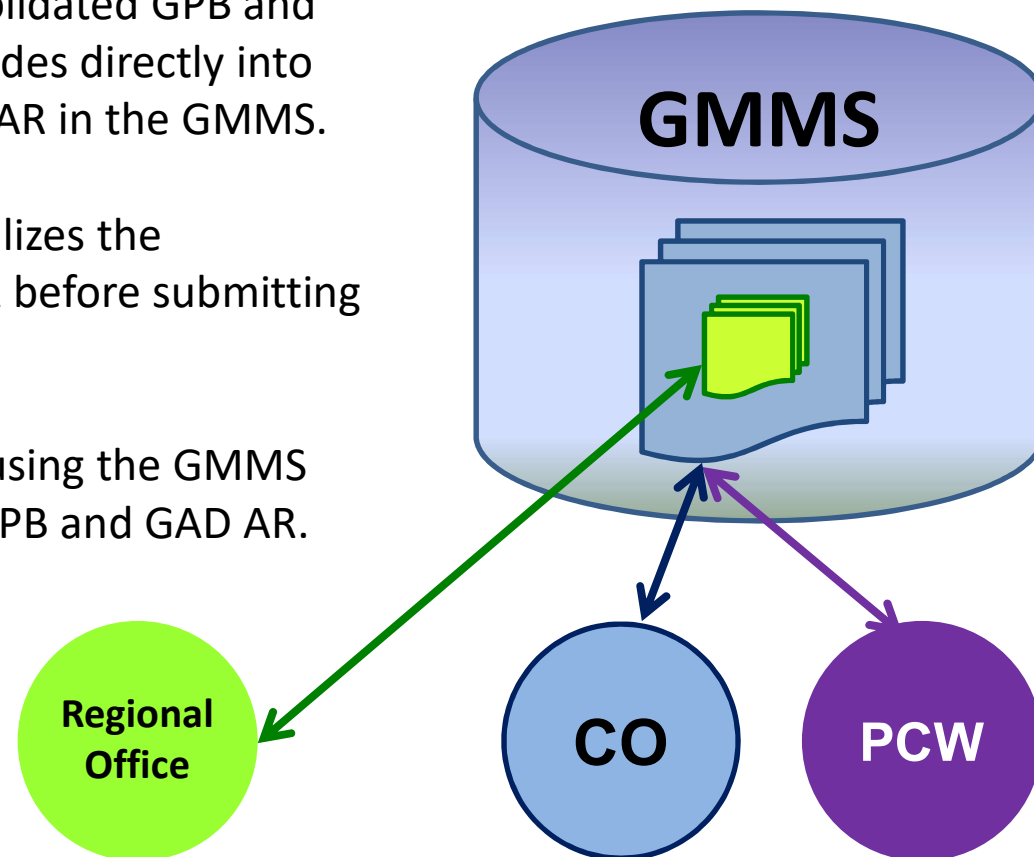 olidated GPB and
des directly into
AR in the GMMS.
lizes the
before submitting
using the GMMS
PB and GAD AR.
GMMS
Regional
Office
CO
PCW